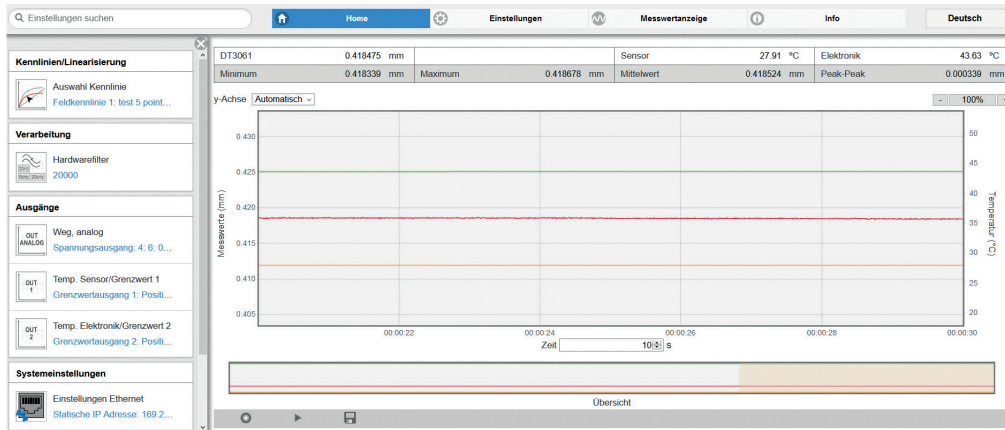 Einstellungen suchen
Home
Einstellungen
Messwertanzeige
Info
Deutsch
Kennlinien/Linearisierung
Auswahl Kennlinie
Feldkennlinie 1: test 5 point...
Verarbeitung
Hardwarefilter
20000
Ausgänge
OUT
ANALOG
Weg, analog
Spannungsausgang: 4: 6: 0...
OUT
1
Temp. Sensor/Grenzwert 1
Grenzwertausgang 1: Positi...
OUT
2
Temp. Elektronik/Grenzwert 2
Grenzwertausgang 2: Positi...
Systemeinstellungen
Einstellungen Ethernet
Statische IP Adresse: 169.2...
DT3061 0.418475 mm Sensor 27.91 °C Elektronik 43.63 °C
Minimum 0.418339 mm Maximum 0.418678 mm Mittelwert 0.418524 mm Peak-Peak 0.000339 mm
y-Achse Automatisch - 100%
Messwerte (mm)
0.430
0.425
0.420
0.415
0.410
0.405
50
45
40
35
30
25
20
Temperatur (°C)
00:00:22 00:00:24 00:00:26 00:00:28 00:00:30
Zeit 10 s
Übersicht